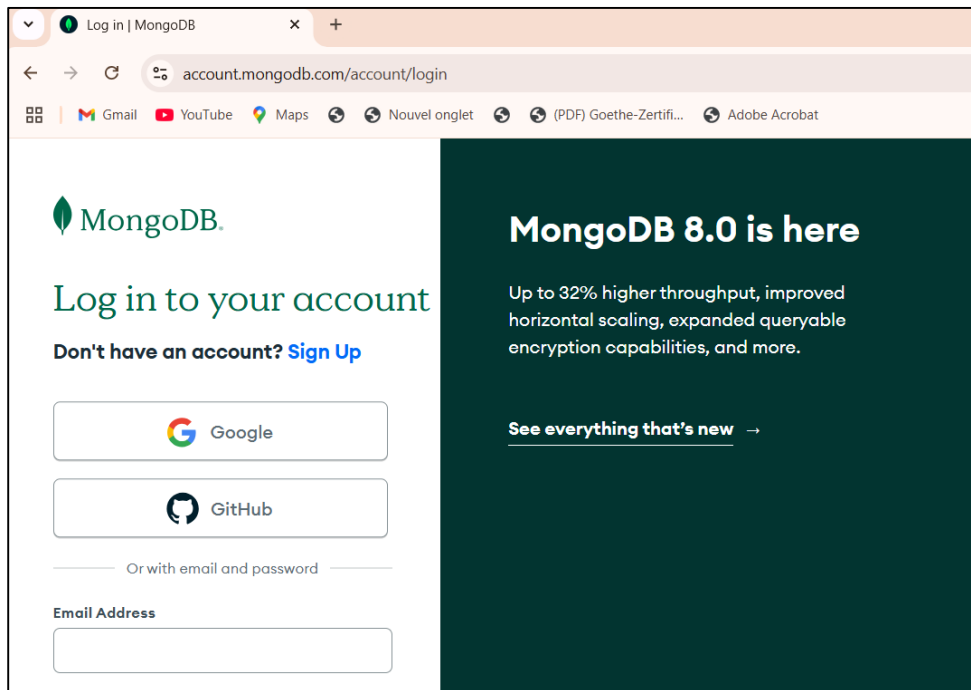 Log in | MongoDB
account.mongodb.com/account/login
Gmail YouTube Maps Nouvel onglet (PDF) Goethe-Zertifi... Adobe Acrobat
MongoDB.
Log in to your account
Don't have an account? Sign Up
Google
GitHub
Or with email and password
Email Address
MongoDB 8.0 is here
Up to 32% higher throughput, improved
horizontal scaling, expanded queryable
encryption capabilities, and more.
See everything that's new →